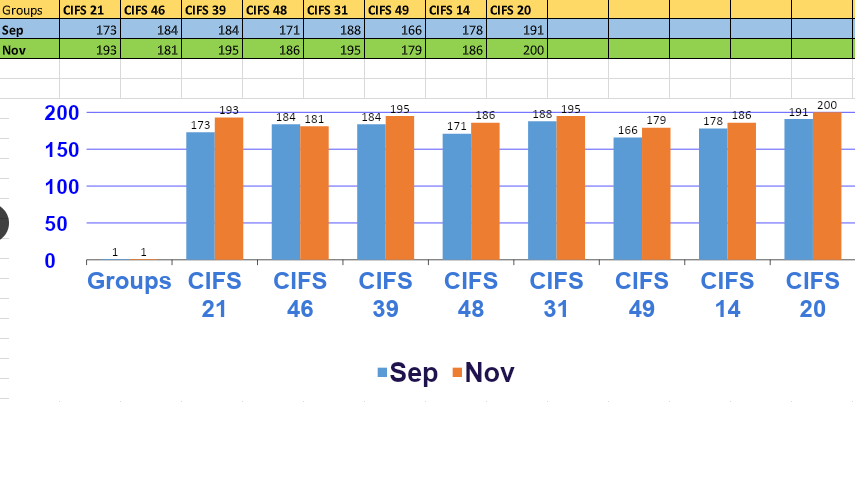 Groups CIFS 21 CIFS 46 CIFS 39 CIFS 48 CIFS 31 CIFS 49 CIFS 14 CIFS 20
Sep 173 184 184 171 188 166 178 191
Nov 193 181 195 186 195 179 186 200
200
150
100
50
0
1 1 173 193 184 181 184 195 171 186 188 195 166 179 178 186 191 200
Groups CIFS CIFS CIFS CIFS CIFS CIFS CIFS CIFS
21 46 39 48 31 49 14 20
Sep Nov